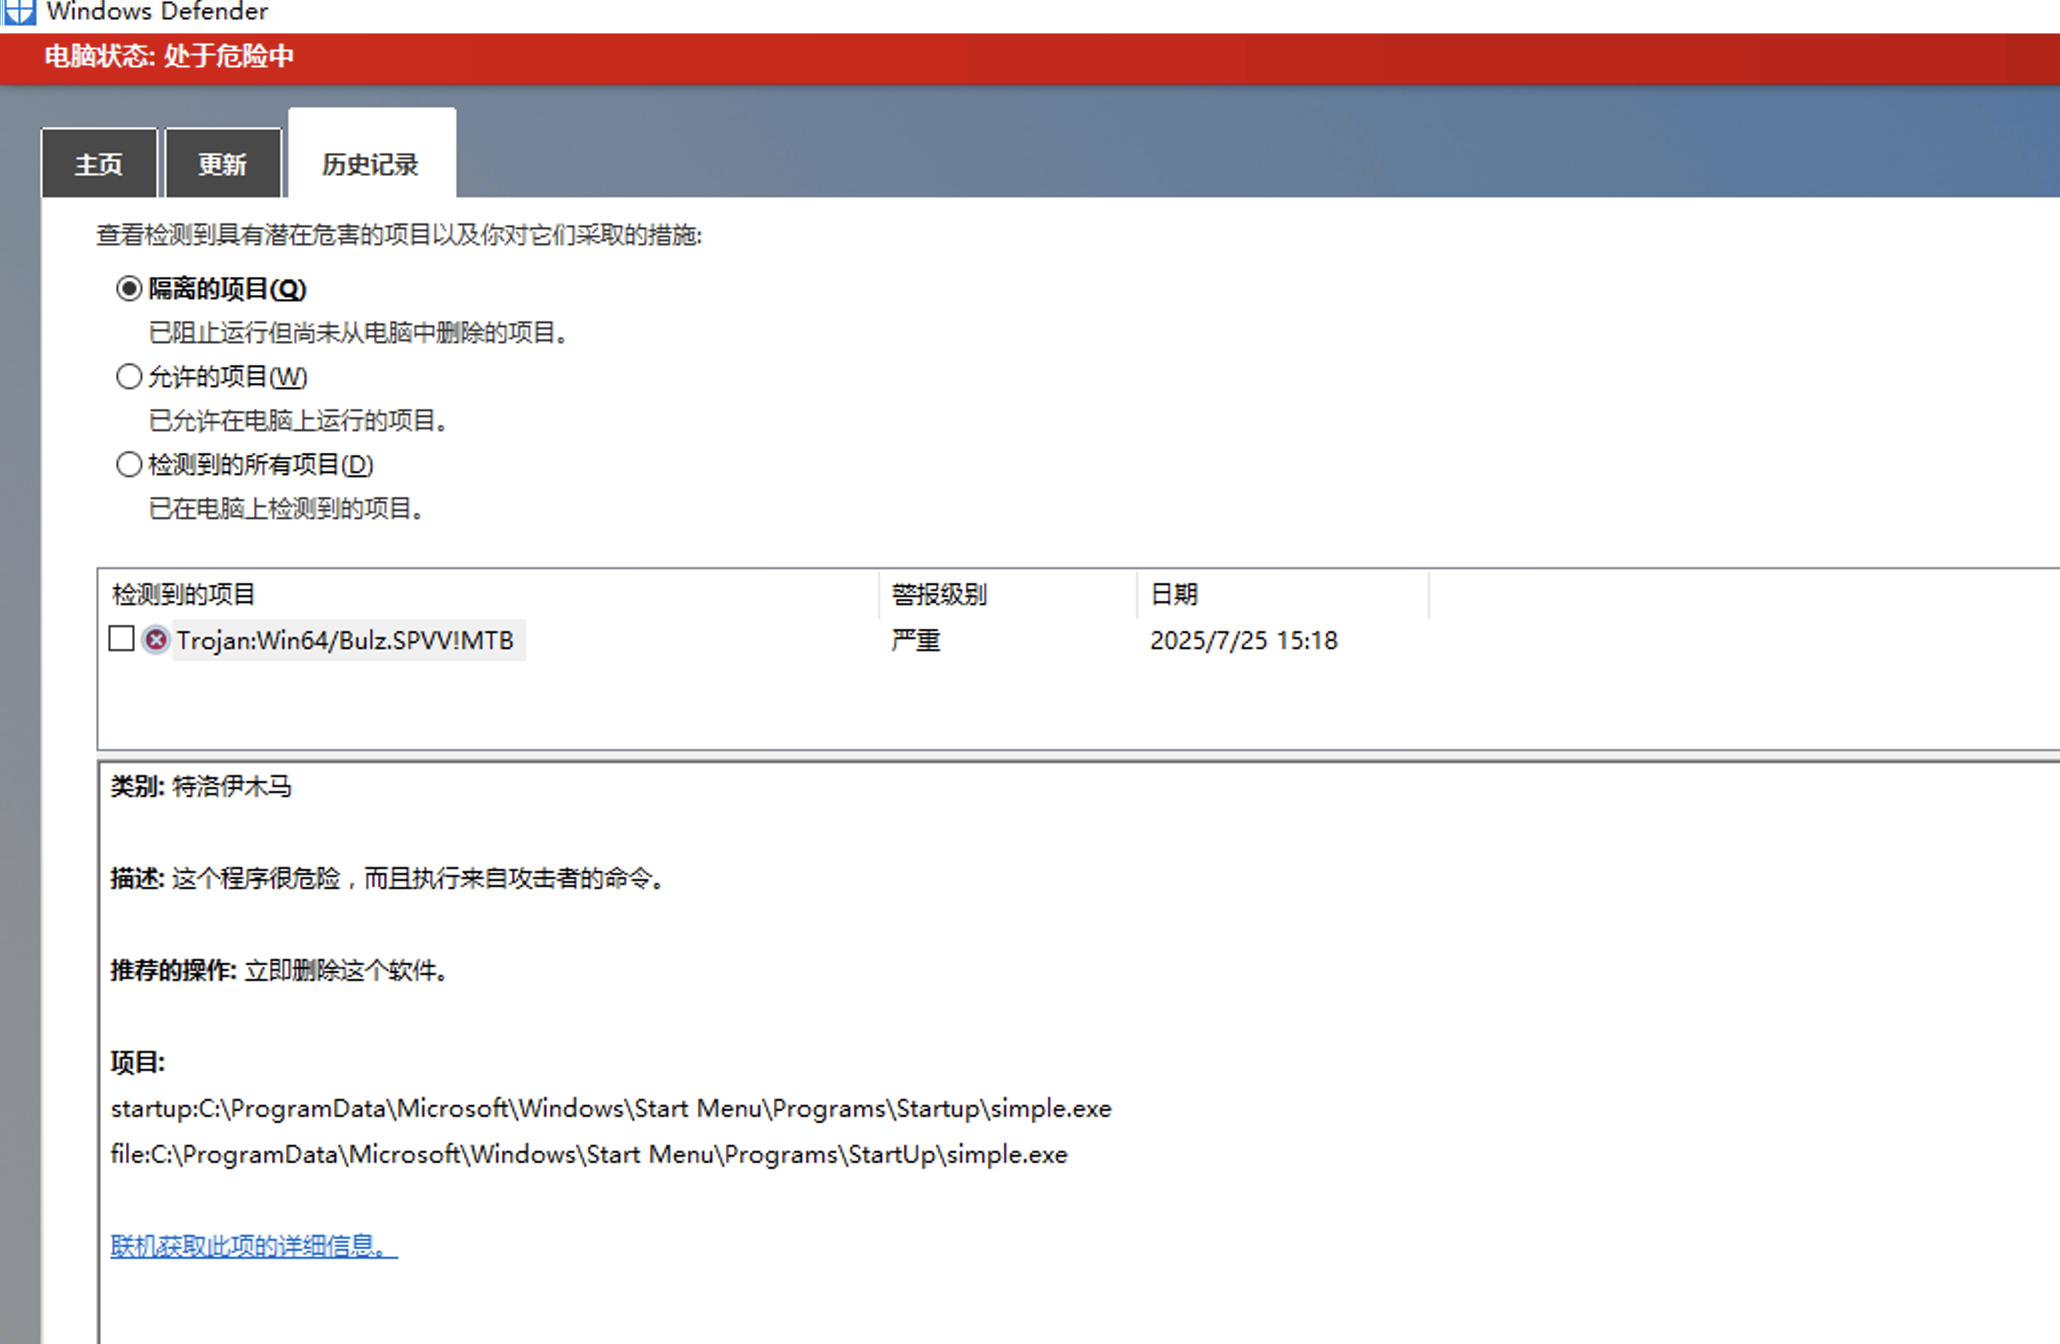 Windows Defender
电脑状态: 处于危险中
主页 更新 历史记录
查看检测到具有潜在危害的项目以及你对它们采取的措施:
隔离的项目(Q)
已阻止运行但尚未从电脑中删除的项目。
允许的项目(W)
已允许在电脑上运行的项目。
检测到的所有项目(D)
已在电脑上检测到的项目。
检测到的项目 警报级别 日期
Trojan:Win64/Bulz.SPVV!MTB 严重 2025/7/25 15:18
类别: 特洛伊木马
描述: 这个程序很危险，而且执行来自攻击者的命令。
推荐的操作: 立即删除这个软件。
项目:
startup:C:\ProgramData\Microsoft\Windows\Start Menu\Programs\Startup\simple.exe
file:C:\ProgramData\Microsoft\Windows\Start Menu\Programs\StartUp\simple.exe
联机获取此项的详细信息。